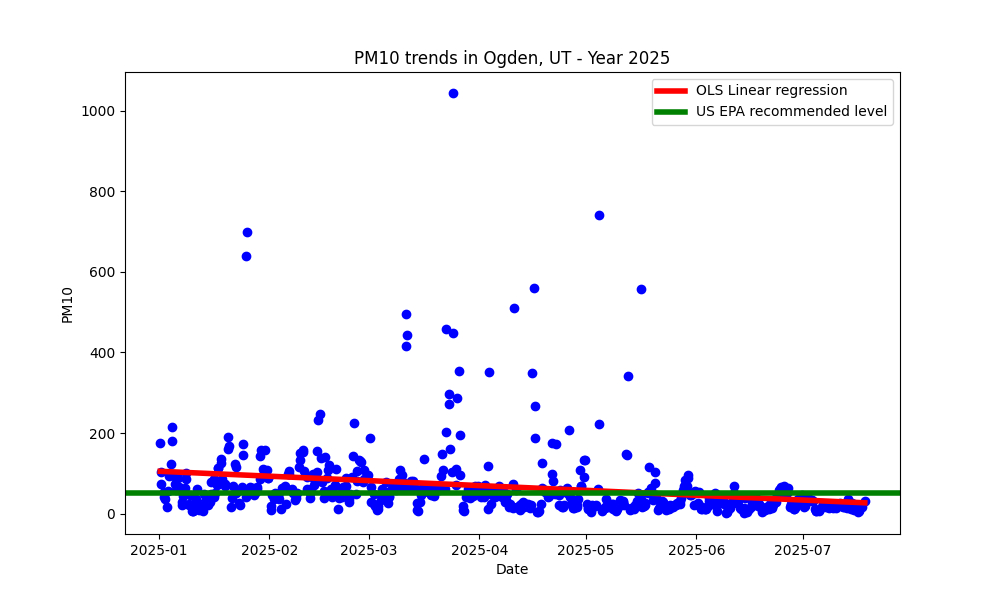 PM10 trends in Ogden, UT - Year 2025
OLS Linear regression
US EPA recommended level
1000
800
600
400
200
0
PM10
2025-01
2025-02
2025-03
2025-04
2025-05
2025-06
2025-07
Date